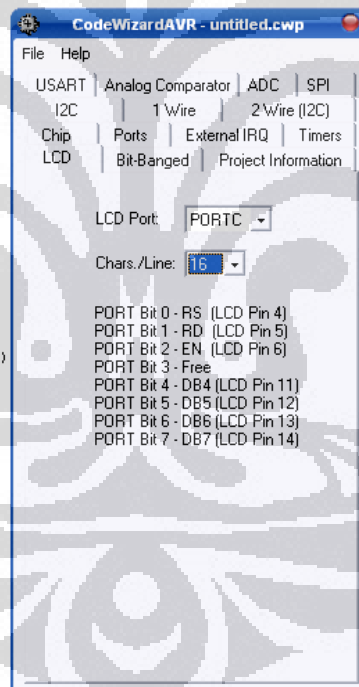 CodeWizardAVR - untitled.cwp
File Help
USART Analog Comparator ADC SPI
I2C 1 Wire 2 Wire (I2C)
Chip Ports External IRQ Timers
LCD Bit-Banged Project Information
LCD Port: PORTC
Chars./Line: 16
PORT Bit 0 - RS (LCD Pin 4)
PORT Bit 1 - RD (LCD Pin 5)
PORT Bit 2 - EN (LCD Pin 6)
PORT Bit 3 - Free
PORT Bit 4 - DB4 (LCD Pin 11)
PORT Bit 5 - DB5 (LCD Pin 12)
PORT Bit 6 - DB6 (LCD Pin 13)
PORT Bit 7 - DB7 (LCD Pin 14)
)